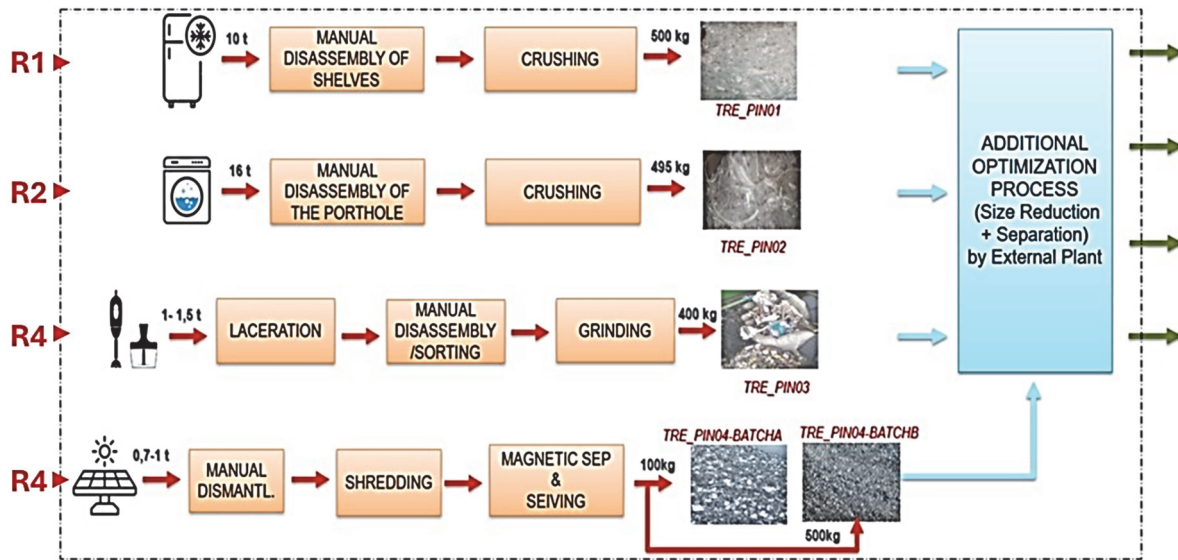 R1
10 t
MANUAL
DISASSEMBLY OF
SHELVES
CRUSHING
500 kg
TRE_PIN01
R2
16 t
MANUAL
DISASSEMBLY OF
THE PORTHOLE
CRUSHING
495 kg
TRE_PIN02
ADDITIONAL
OPTIMIZATION
PROCESS
(Size Reduction
+ Separation)
by External Plant
R4
1- 1,5 t
LACERATION
MANUAL
DISASSEMBLY
/SORTING
GRINDING
400 kg
TRE_PIN03
R4
0,7-1 t
MANUAL
DISMANTL.
SHREDDING
MAGNETIC SEP
&
SEIVING
100kg
TRE_PIN04-BATCHA
TRE_PIN04-BATCHB
500kg